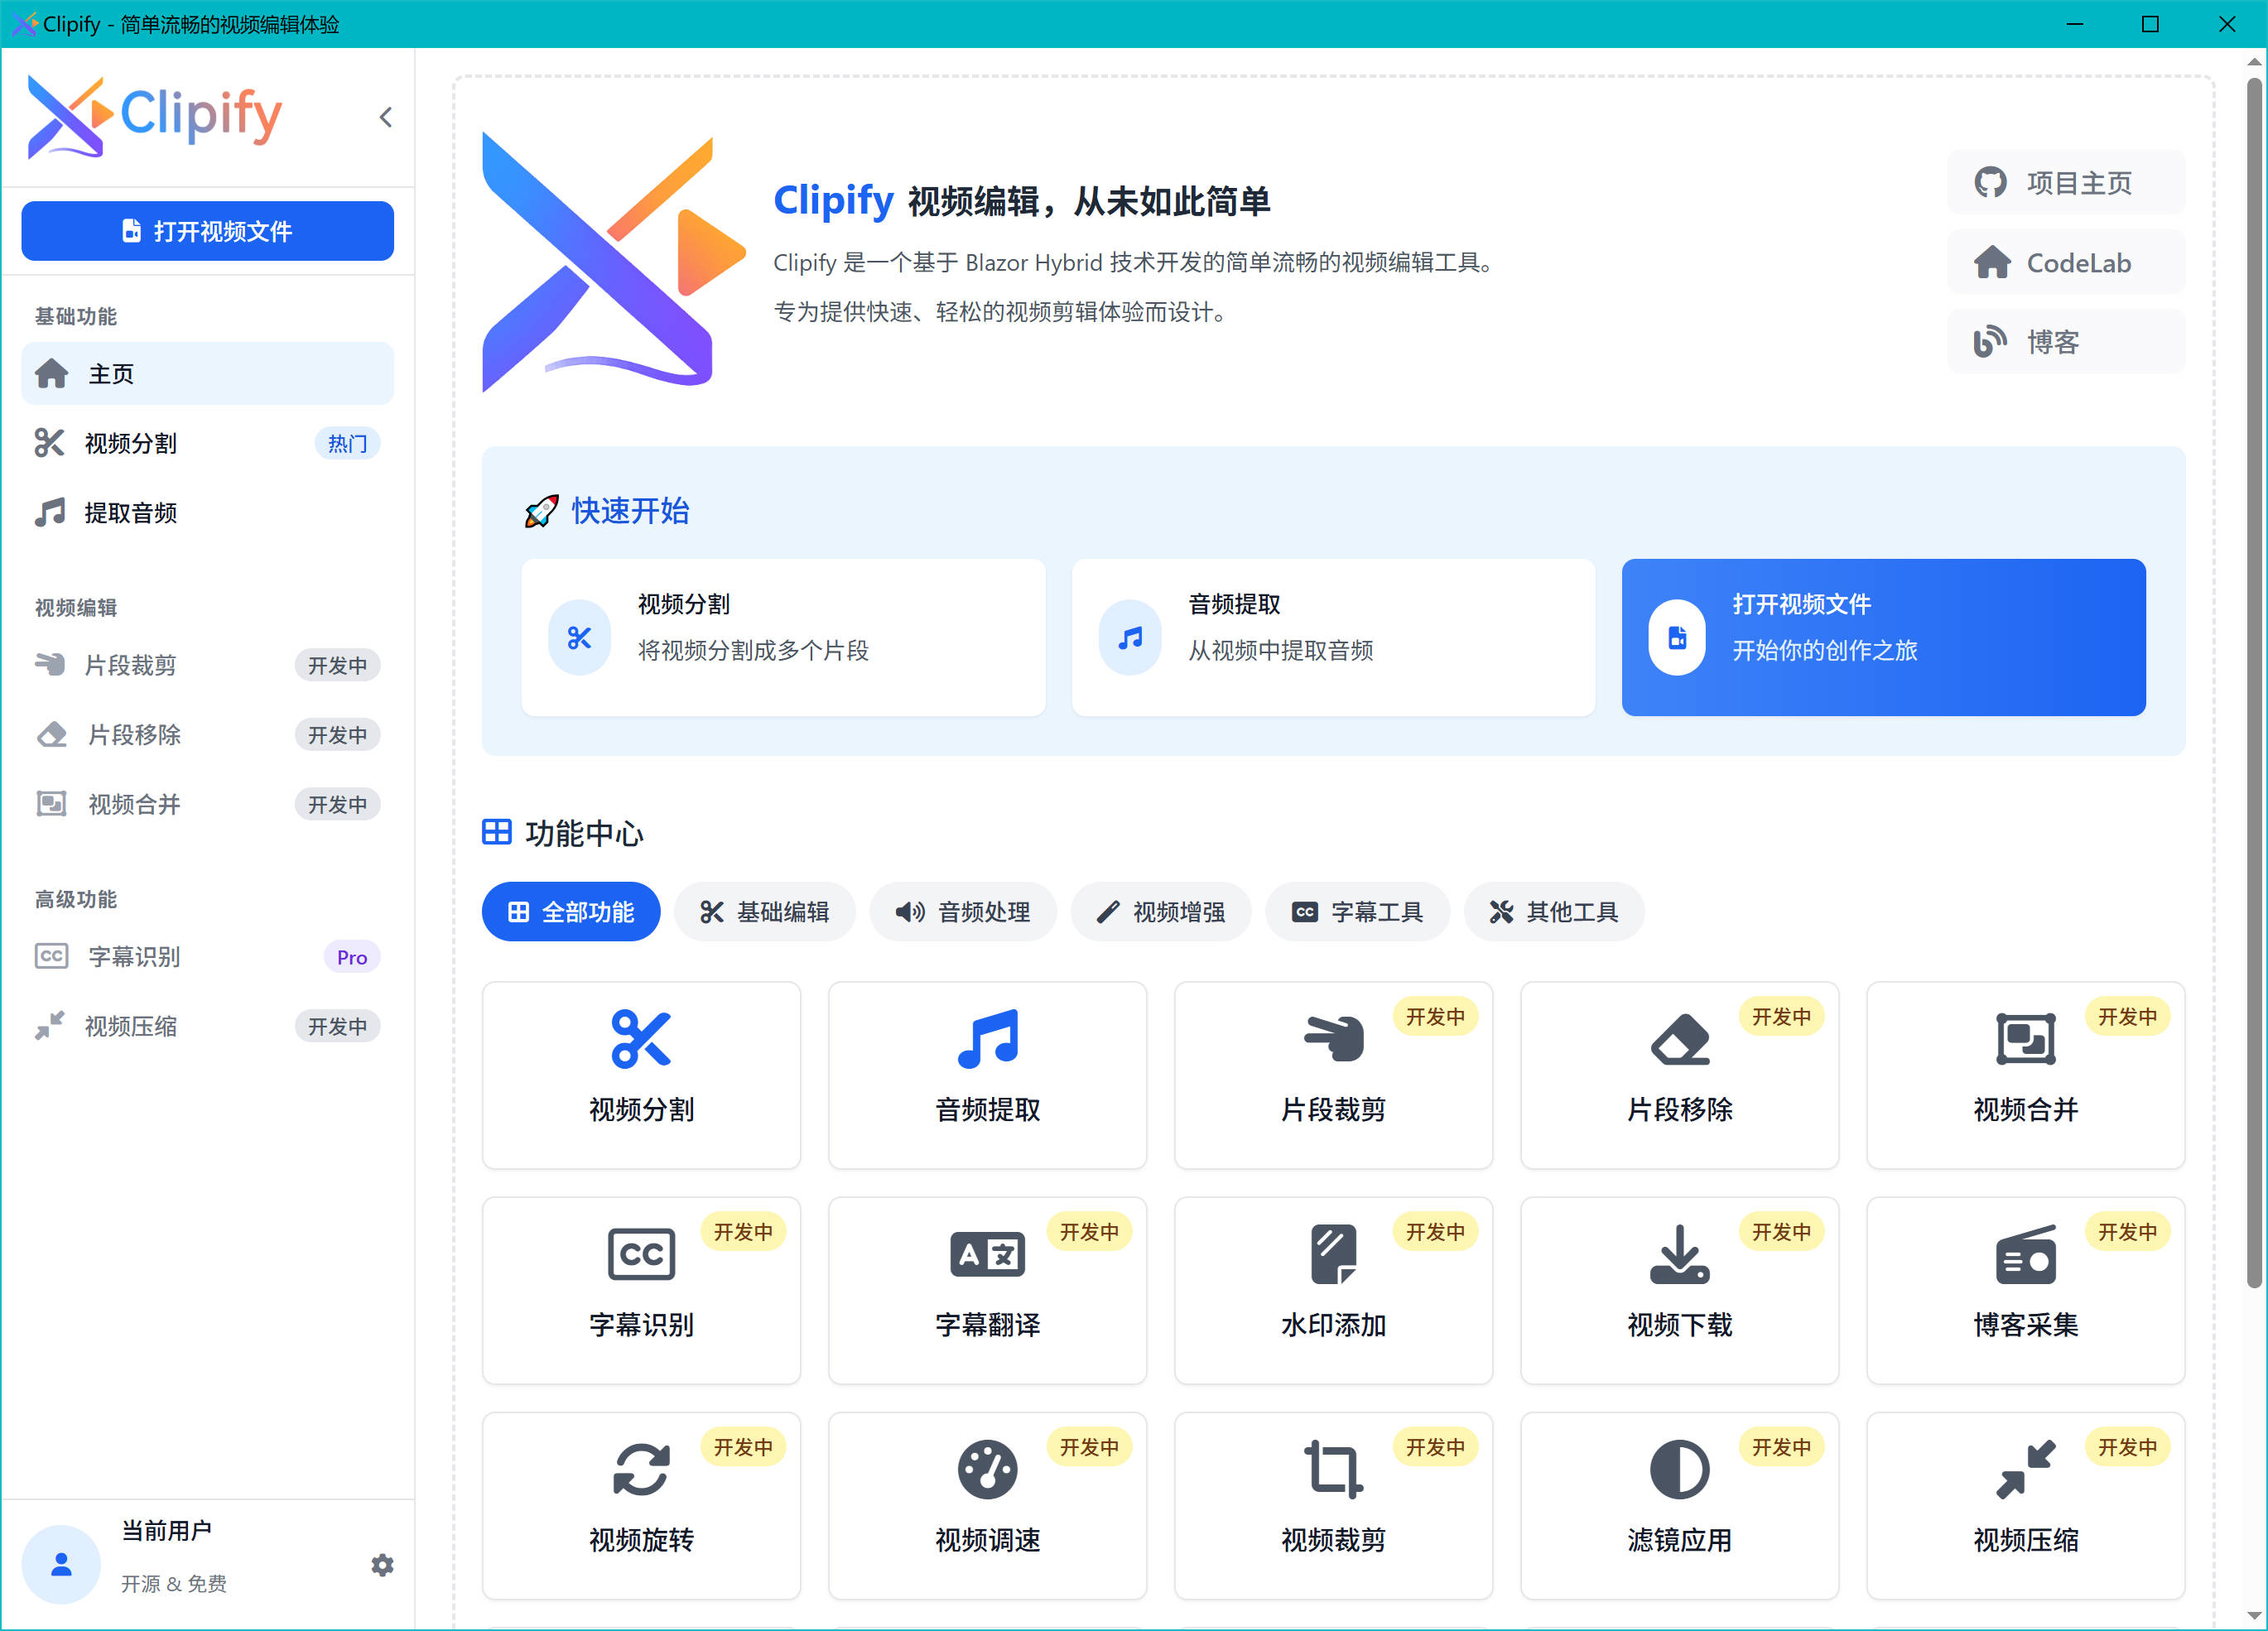 Clipify - 简单流畅的视频编辑体验
Clipify
打开视频文件
基础功能
主页
视频分割 热门
提取音频
视频编辑
片段裁剪 开发中
片段移除 开发中
视频合并 开发中
高级功能
字幕识别 Pro
视频压缩 开发中
当前用户
开源 & 免费
Clipify 视频编辑，从未如此简单
Clipify 是一个基于 Blazor Hybrid 技术开发的简单流畅的视频编辑工具。
专为提供快速、轻松的视频剪辑体验而设计。
项目主页
CodeLab
博客
🚀 快速开始
视频分割
将视频分割成多个片段
音频提取
从视频中提取音频
打开视频文件
开始你的创作之旅
功能中心
全部功能 基础编辑 音频处理 视频增强 字幕工具 其他工具
视频分割
音频提取
开发中
片段裁剪
开发中
片段移除
开发中
视频合并
开发中
字幕识别
开发中
字幕翻译
开发中
水印添加
开发中
视频下载
开发中
博客采集
开发中
视频旋转
开发中
视频调速
开发中
视频裁剪
开发中
滤镜应用
开发中
视频压缩